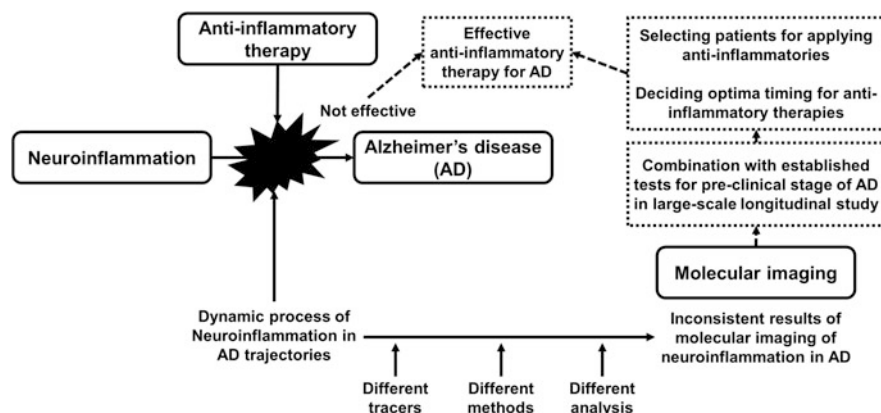 Anti-inflammatory
therapy
Effective
anti-inflammatory
therapy for AD
Selecting patients for applying
anti-inflammatories
Deciding optima timing for anti-
inflammatory therapies
Not effective
Neuroinflammation
Alzheimer's disease
(AD)
Combination with established
tests for pre-clinical stage of AD
in large-scale longitudinal study
Molecular imaging
Dynamic process of
Neuroinflammation in
AD trajectories
Inconsistent results of
molecular imaging of
neuroinflammation in AD
Different
tracers
Different
methods
Different
analysis